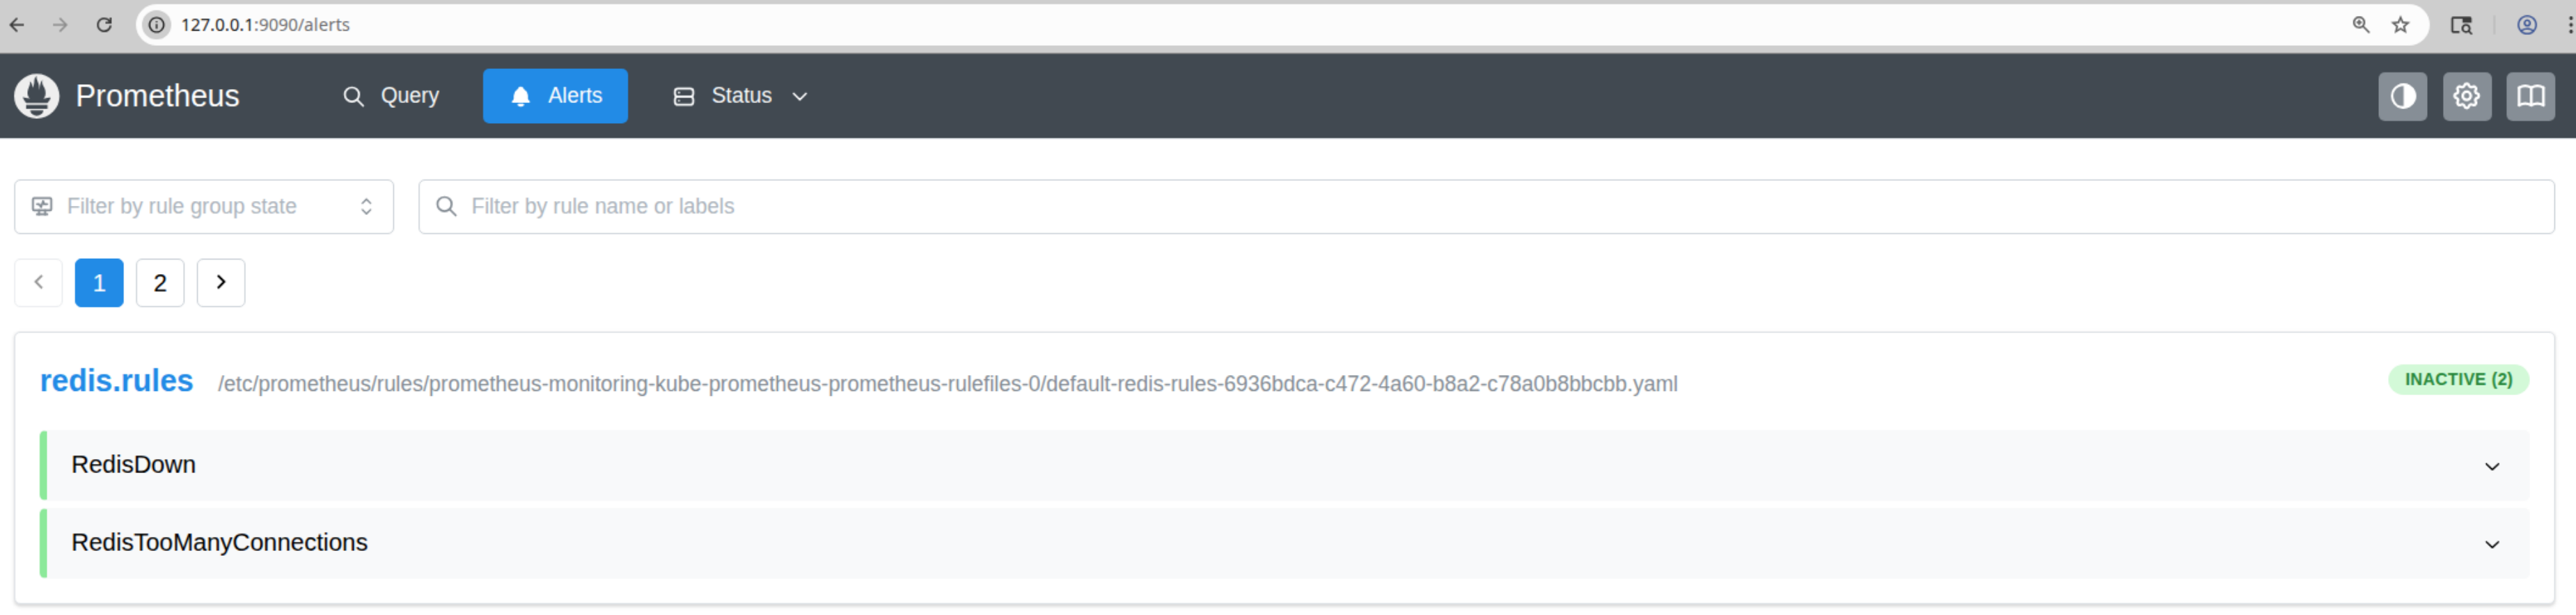 127.0.0.1:9090/alerts
Prometheus Query Alerts Status
Filter by rule group state Filter by rule name or labels
1 2
redis.rules /etc/prometheus/rules/prometheus-monitoring-kube-prometheus-prometheus-rulefiles-0/default-redis-rules-6936bdca-c472-4a60-b8a2-c78a0b8bbcbb.yaml INACTIVE (2)
RedisDown
RedisTooManyConnections